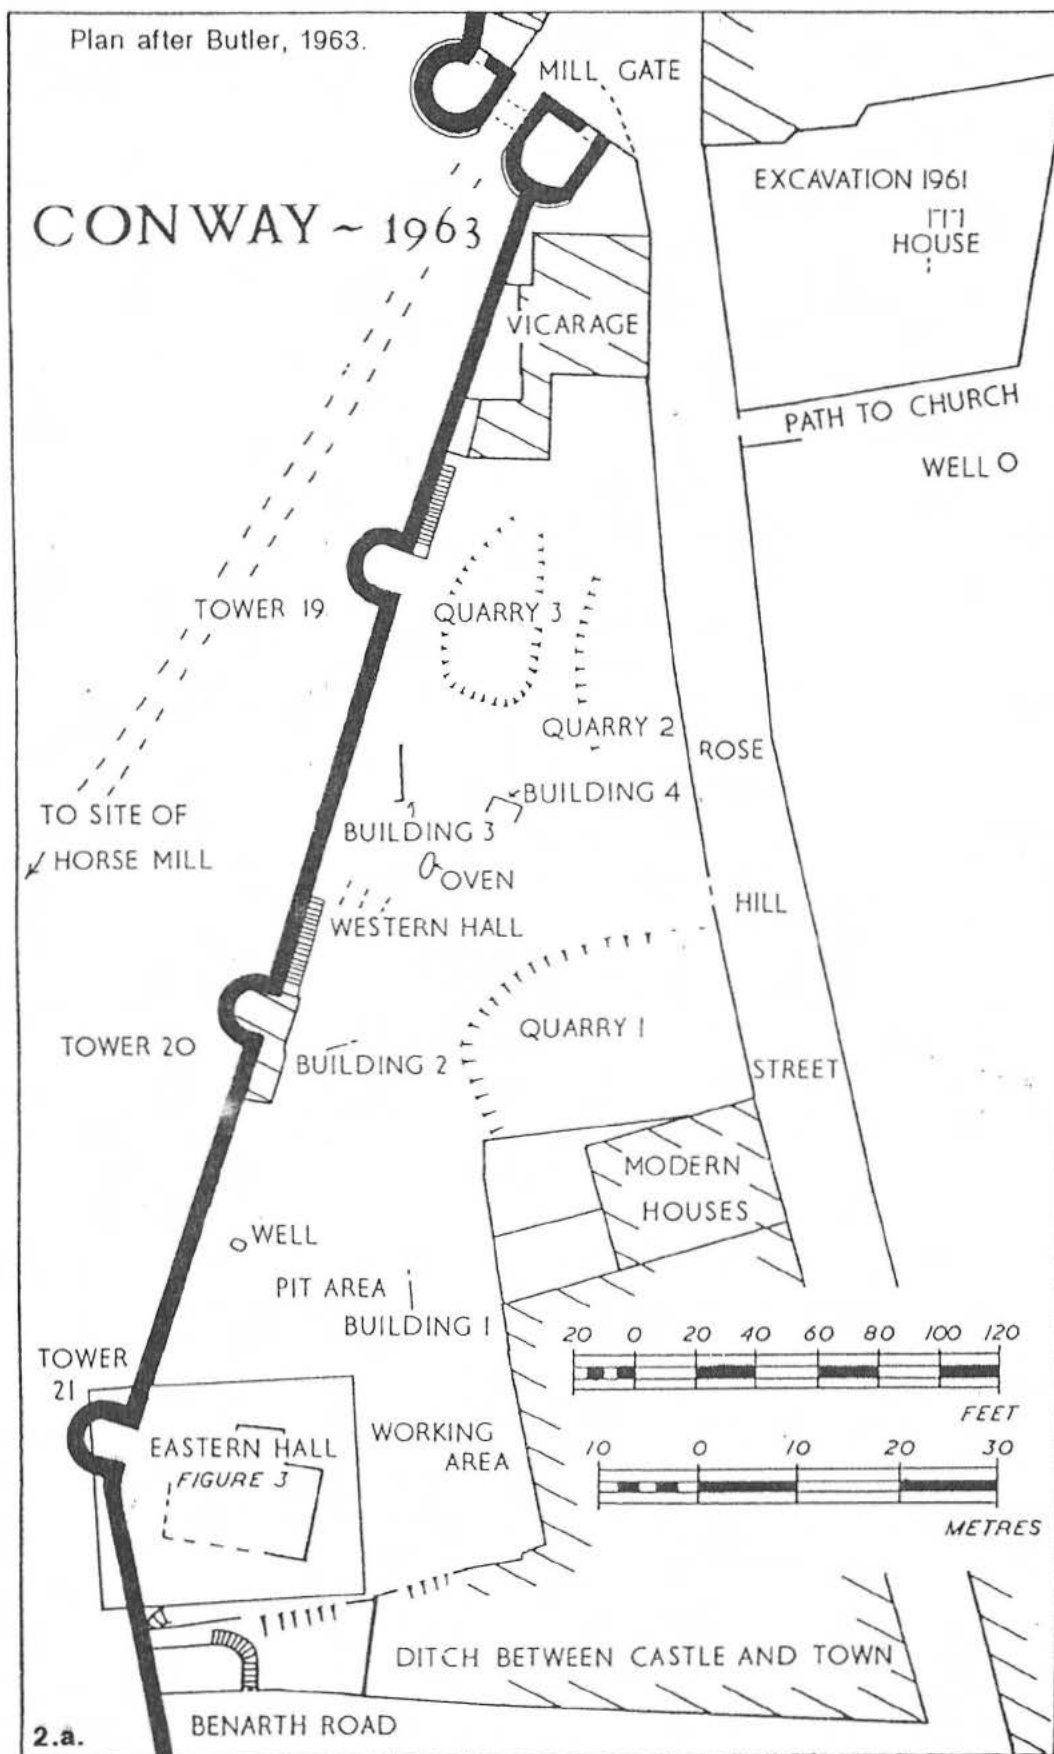 Plan after Butler, 1963.
MILL GATE
CONWAY ~ 1963
EXCAVATION 1961
HOUSE
VICARAGE
PATH TO CHURCH
WELL
TOWER 19
QUARRY 3
QUARRY 2
ROSE
BUILDING 4
TO SITE OF
HORSE MILL
BUILDING 3
OVEN
HILL
WESTERN HALL
QUARRY 1
TOWER 20
BUILDING 2
STREET
MODERN
HOUSES
WELL
PIT AREA
BUILDING 1
20 0 20 40 60 80 100 120
FEET
TOWER
21
WORKING
AREA
EASTERN HALL
FIGURE 3
10 0 10 20 30
METRES
DITCH BETWEEN CASTLE AND TOWN
BENARTH ROAD
2.a.